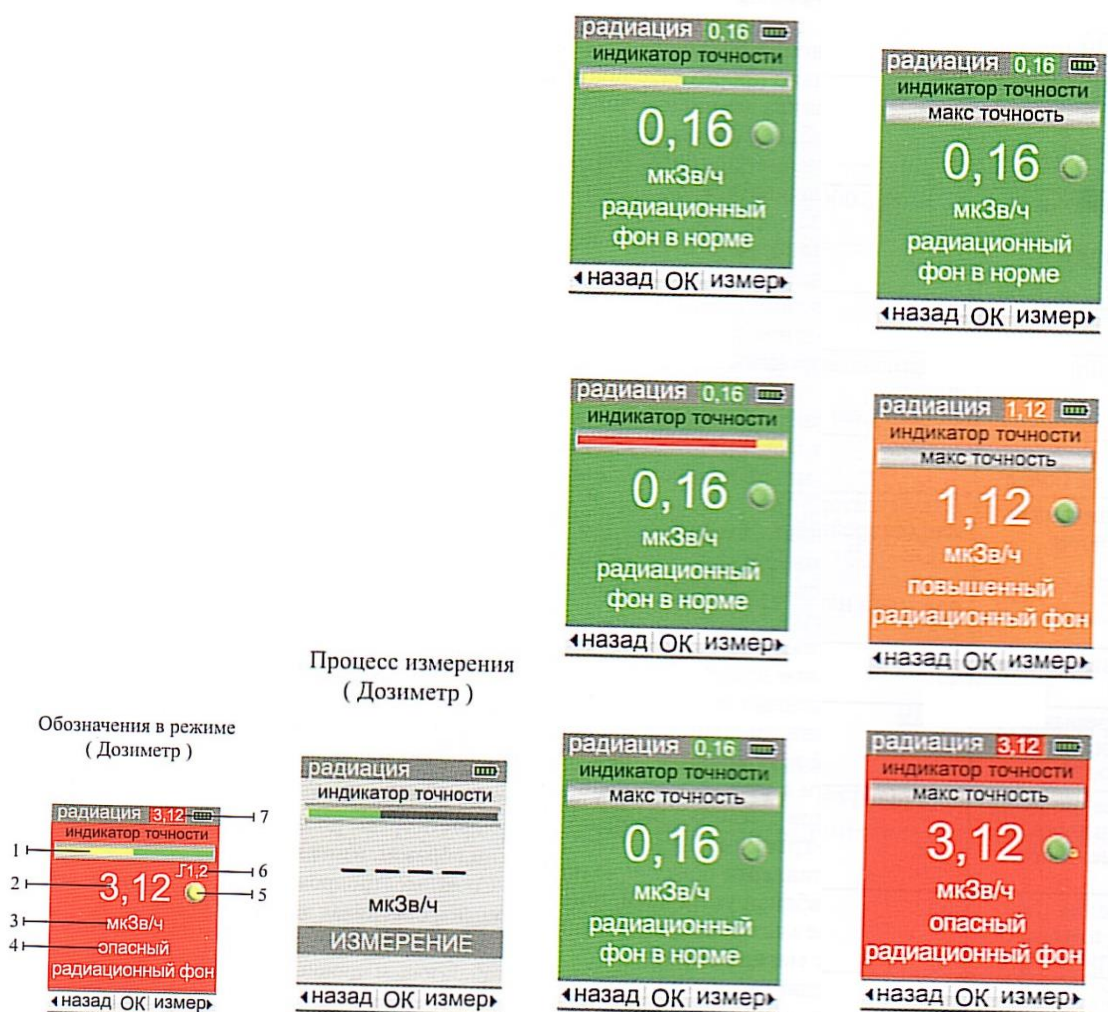 радиация 0,16
индикатор точности
0,16
мкЗв/ч
радиационный
фон в норме
назад ОК измер
радиация 0,16
индикатор точности
макс точность
0,16
мкЗв/ч
радиационный
фон в норме
назад ОК измер
радиация 0,16
индикатор точности
0,16
мкЗв/ч
радиационный
фон в норме
назад ОК измер
радиация 1,12
индикатор точности
макс точность
1,12
мкЗв/ч
повышенный
радиационный фон
назад ОК измер
Обозначения в режиме
( Дозиметр )
радиация 3,12 7
индикатор точности
1
1,2 6
2 3,12 5
3 мкЗв/ч
4 опасный
радиационный фон
назад ОК измер
Процесс измерения
( Дозиметр )
радиация
индикатор точности
– – – –
мкЗв/ч
ИЗМЕРЕНИЕ
назад ОК измер
радиация 0,16
индикатор точности
макс точность
0,16
мкЗв/ч
радиационный
фон в норме
назад ОК измер
радиация 3,12
индикатор точности
макс точность
3,12
мкЗв/ч
опасный
радиационный фон
назад ОК измер